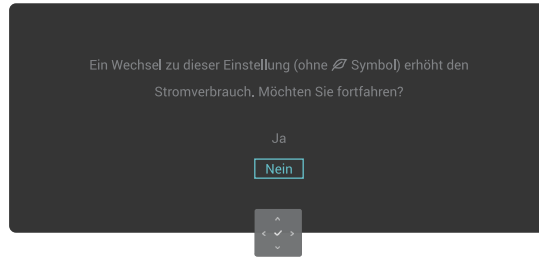 Ein Wechsel zu dieser Einstellung (ohne Symbol) erhöht den
Stromverbrauch. Möchten Sie fortfahren?
Ja
Nein